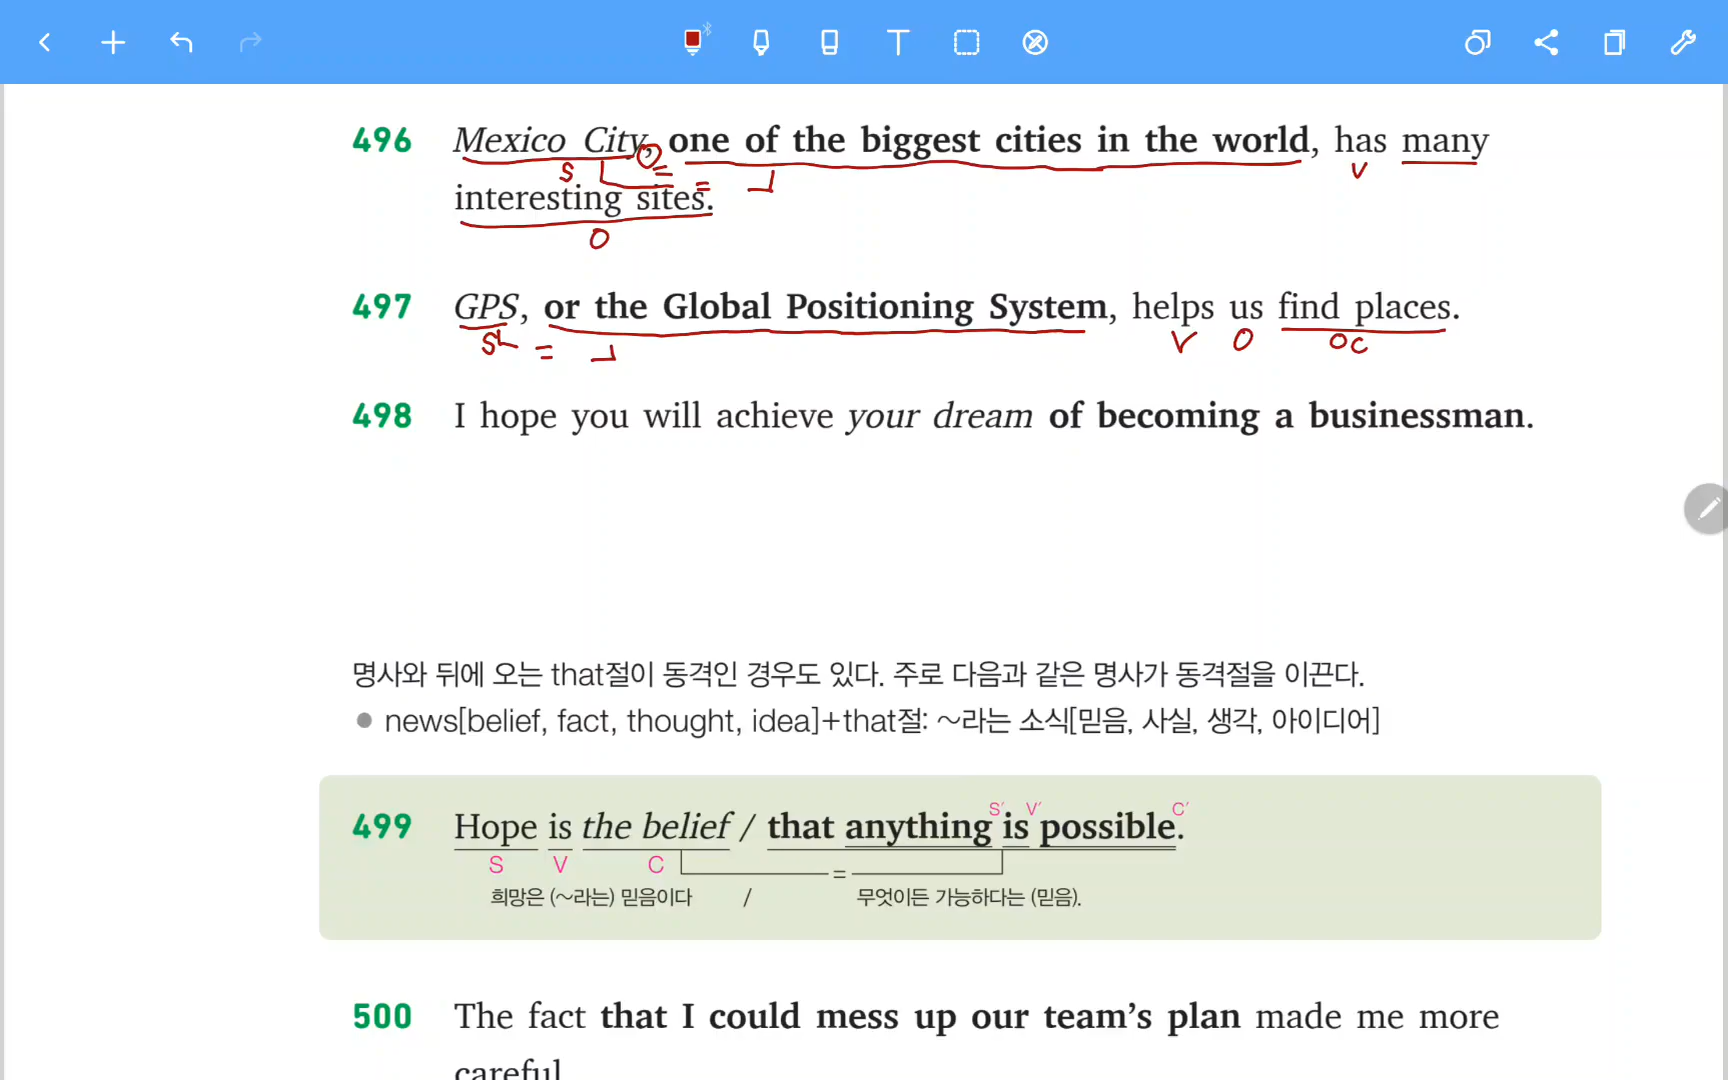 496 Mexico City, one of the biggest cities in the world, has many
S = V
interesting sites.
O
497 GPS, or the Global Positioning System, helps us find places.
S = V O OC
498 I hope you will achieve your dream of becoming a businessman.
명사와 뒤에 오는 that절이 동격인 경우도 있다. 주로 다음과 같은 명사가 동격절을 이끈다.
● news[belief, fact, thought, idea]+that절: ~라는 소식[믿음, 사실, 생각, 아이디어]
S′ V′ C′
499 Hope is the belief / that anything is possible.
S V C =
희망은 (~라는) 믿음이다 / 무엇이든 가능하다는 (믿음).
500 The fact that I could mess up our team’s plan made me more
careful